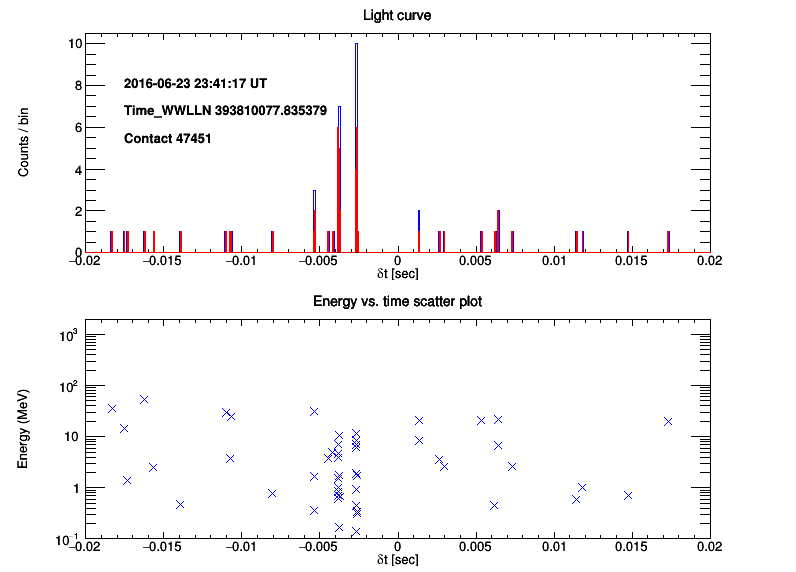 Light curve
Counts / bin
10
8
6
4
2
0
2016-06-23 23:41:17 UT
Time_WWLLN 393810077.835379
Contact 47451
−0.02 −0.015 −0.01 −0.005 0 0.005 0.01 0.015 0.02
δt [sec]
Energy vs. time scatter plot
Energy (MeV)
10³
10²
10
1
10⁻¹
−0.02 −0.015 −0.01 −0.005 0 0.005 0.01 0.015 0.02
δt [sec]